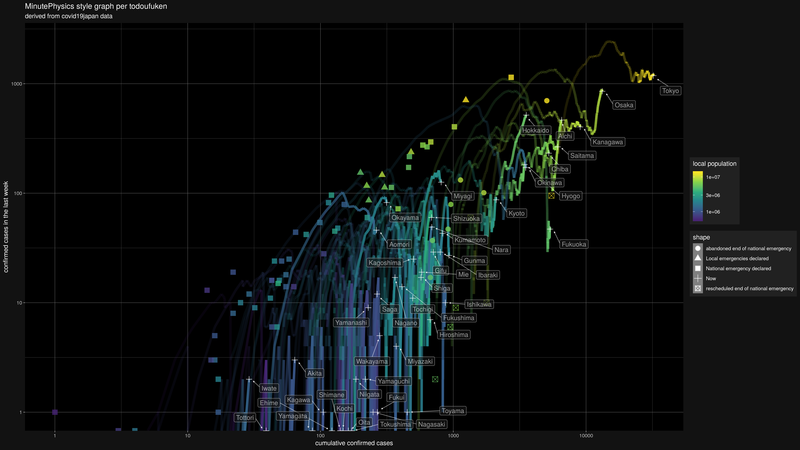 MinutePhysics style graph per todoufuken
derived from covid19japan data
confirmed cases in the last week
1000
100
10
1
Tokyo
Osaka
Hokkaido
Aichi
Kanagawa
Saitama
Chiba
Okinawa
Hyogo
Miyagi
Kyoto
Okayama
Shizuoka
Aomori
Kumamoto
Fukuoka
Nara
Kagoshima
Gifu
Gunma
Mie
Ibaraki
Shiga
Ishikawa
Saga
Tochigi
Yamanashi
Nagano
Fukushima
Hiroshima
Wakayama
Miyazaki
Akita
Iwate
Yamaguchi
Niigata
Ehime
Kagawa
Shimane
Fukui
Kochi
Toyama
Tottori
Yamagata
Oita
Tokushima
Nagasaki
1
10
100
1000
10000
cumulative confirmed cases
local population
1e+07
3e+06
1e+06
shape
abandoned end of national emergency
Local emergencies declared
National emergency declared
Now
rescheduled end of national emergency